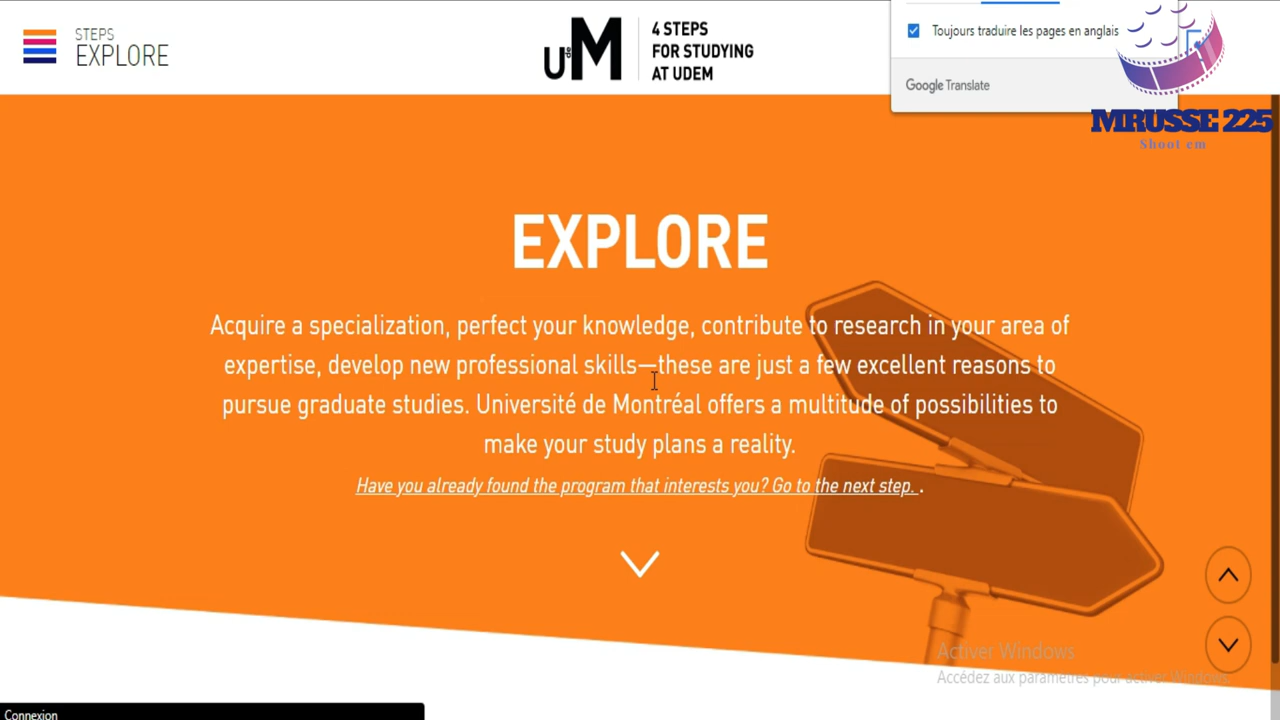 STEPS
EXPLORE
UdeM
4 STEPS
FOR STUDYING
AT UDEM
Toujours traduire les pages en anglais
Google Translate
MRUSSE 225
Shoot em
EXPLORE
Acquire a specialization, perfect your knowledge, contribute to research in your area of
expertise, develop new professional skills—these are just a few excellent reasons to
pursue graduate studies. Université de Montréal offers a multitude of possibilities to
make your study plans a reality.
Have you already found the program that interests you? Go to the next step. .
Activer Windows
Accédez aux paramètres pour activer Windows.
Connexion